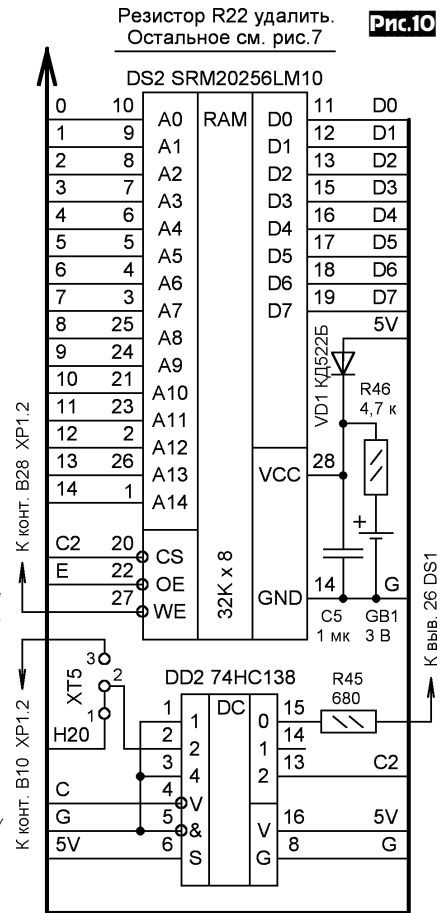 Резистор R22 удалить.
Остальное см. рис.7
Рис.10
DS2 SRM20256LM10
0 10 A0 RAM D0 11 D0
1 9 A1 D1 12 D1
2 8 A2 D2 13 D2
3 7 A3 D3 15 D3
4 6 A4 D4 16 D4
5 5 A5 D5 17 D5
6 4 A6 D6 18 D6
7 3 A7 D7 19 D7
8 25 A8 5V
9 24 A9
10 21 A10
11 23 A11
12 2 A12
13 26 A13
14 1 A14
VD1 КД522Б
R46
4,7 к
VCC 28
К конт. В28 XP1.2
C2 20 CS
E 22 OE
27 WE
32K x 8
GND 14 G
+
C5
1 мк
GB1
3 В
К выв. 26 DS1
DD2 74HC138
К конт. В10 XP1.2
XT5
3
2
1
H20
R45
680
1 1 DC 0 15
2 2 1 14
3 4 2 13 C2
C 4 V
G 5 & V 16 5V
5V 6 S G 8 G